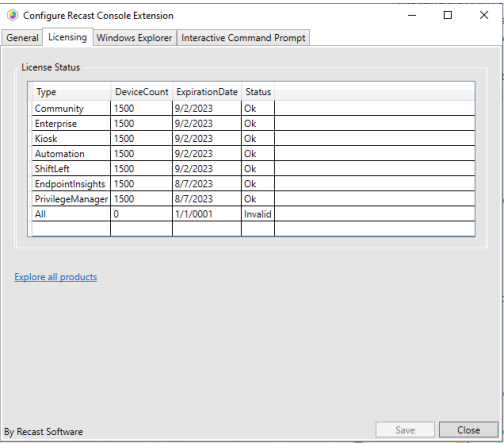 Configure Recast Console Extension
General Licensing Windows Explorer Interactive Command Prompt
License Status
Type DeviceCount ExpirationDate Status
Community 1500 9/2/2023 Ok
Enterprise 1500 9/2/2023 Ok
Kiosk 1500 9/2/2023 Ok
Automation 1500 9/2/2023 Ok
ShiftLeft 1500 9/2/2023 Ok
EndpointInsights 1500 8/7/2023 Ok
PrivilegeManager 1500 8/7/2023 Ok
All 0 1/1/0001 Invalid
Explore all products
By Recast Software Save Close